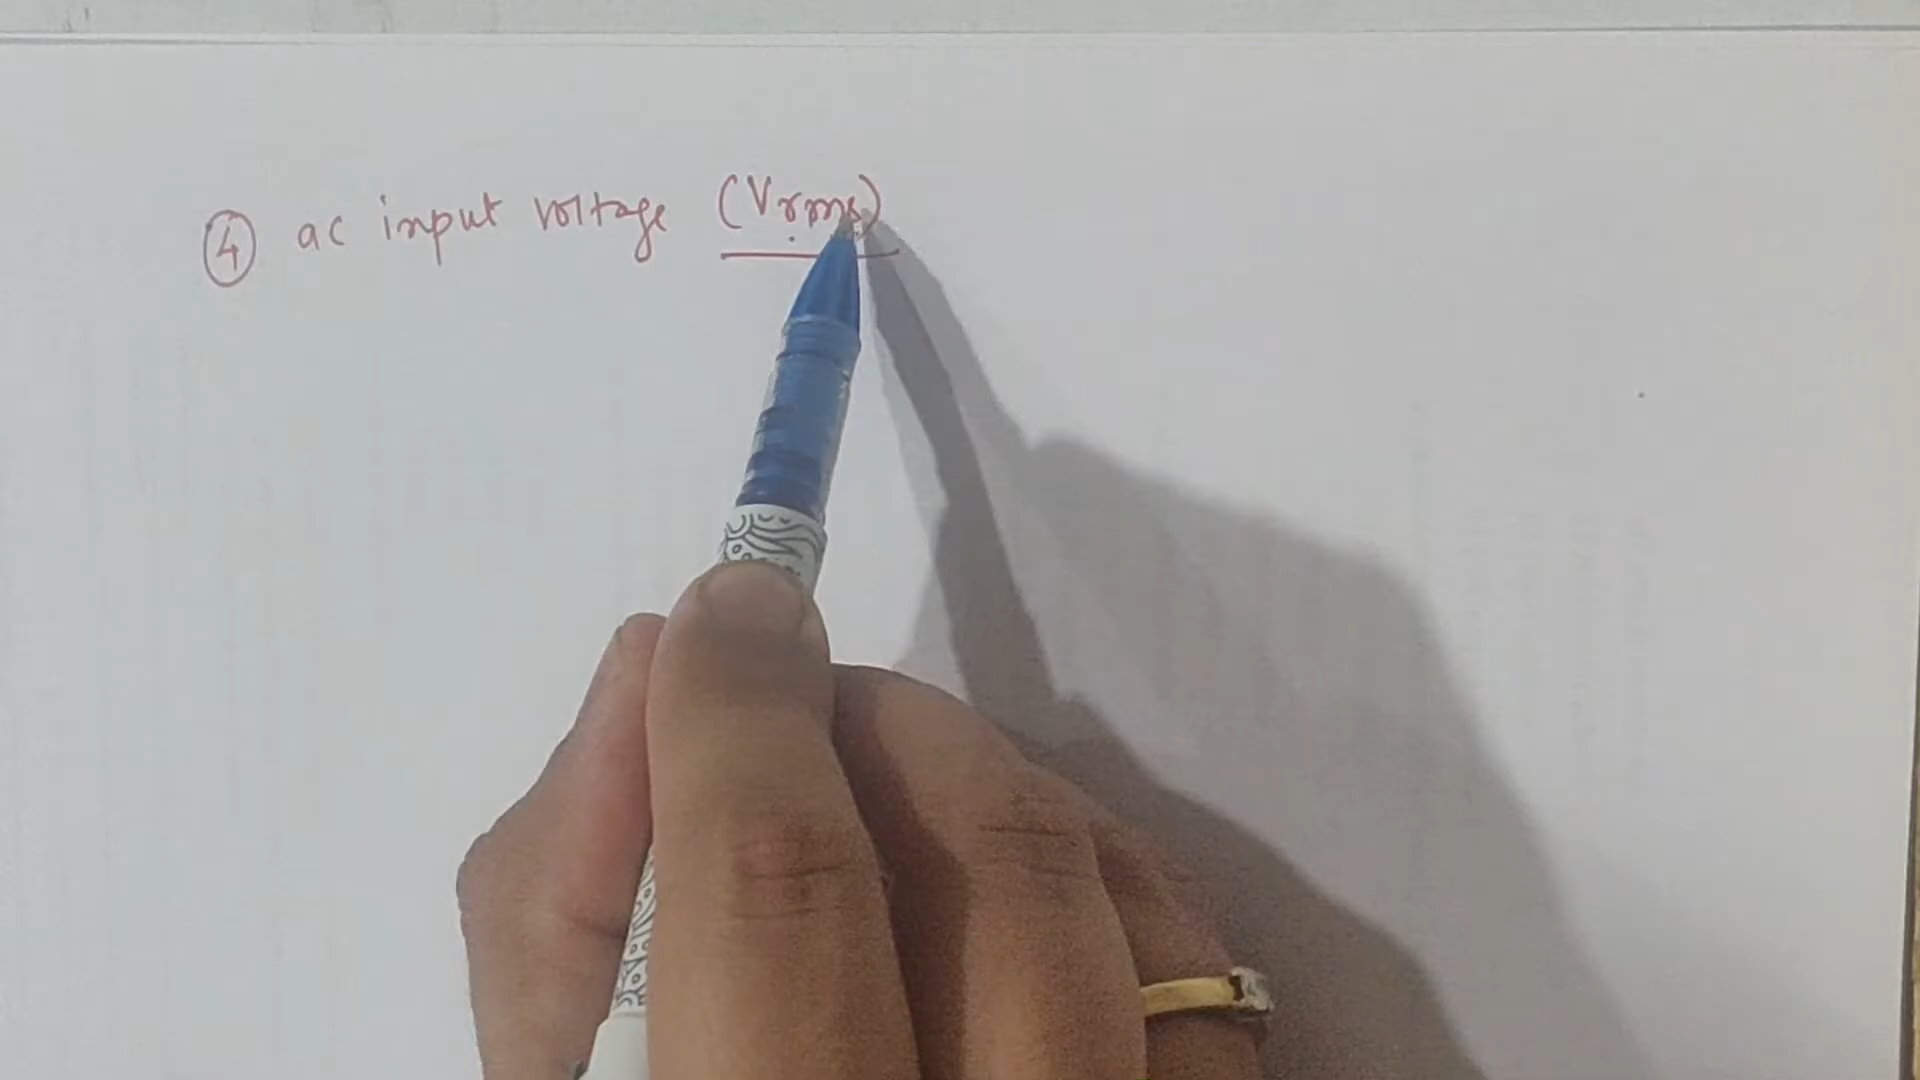 ④ ac input voltage (Vrms)